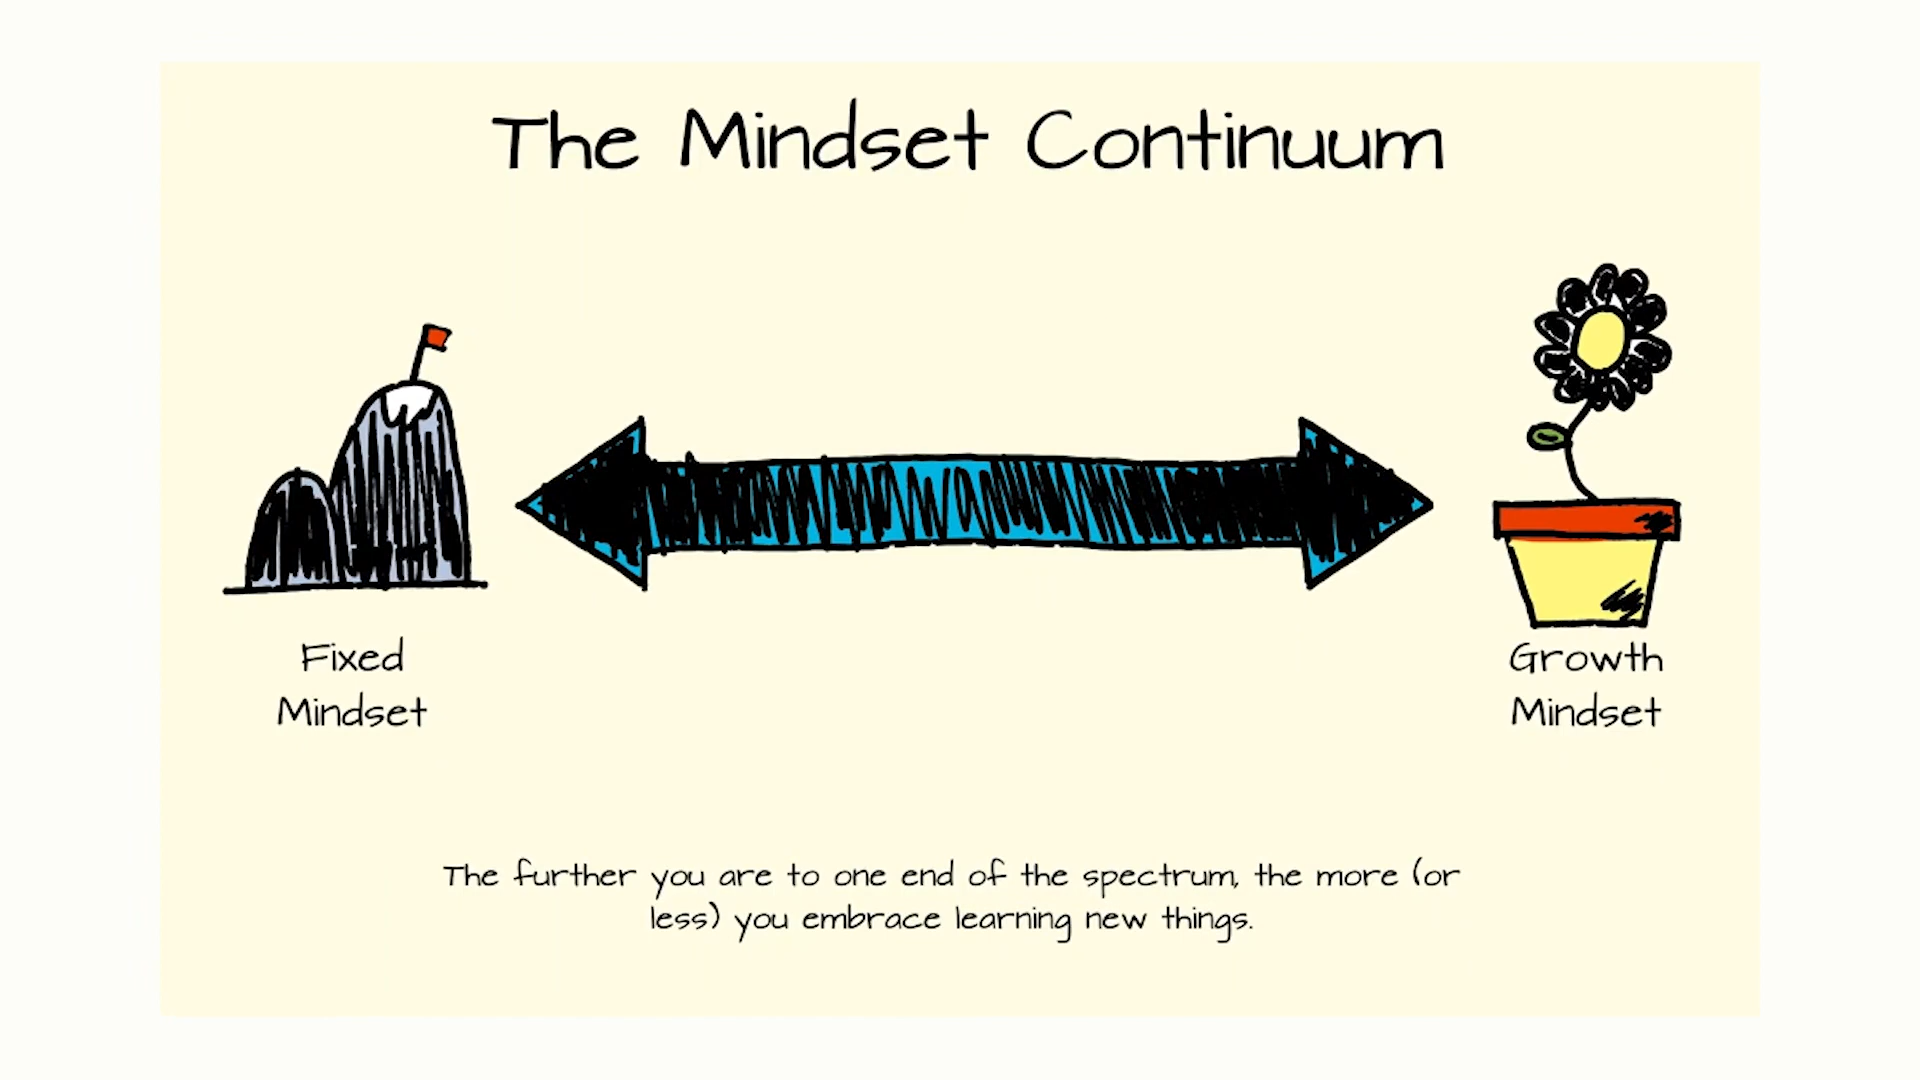 The Mindset Continuum
Fixed
Mindset
Growth
Mindset
The further you are to one end of the spectrum, the more (or
less) you embrace learning new things.